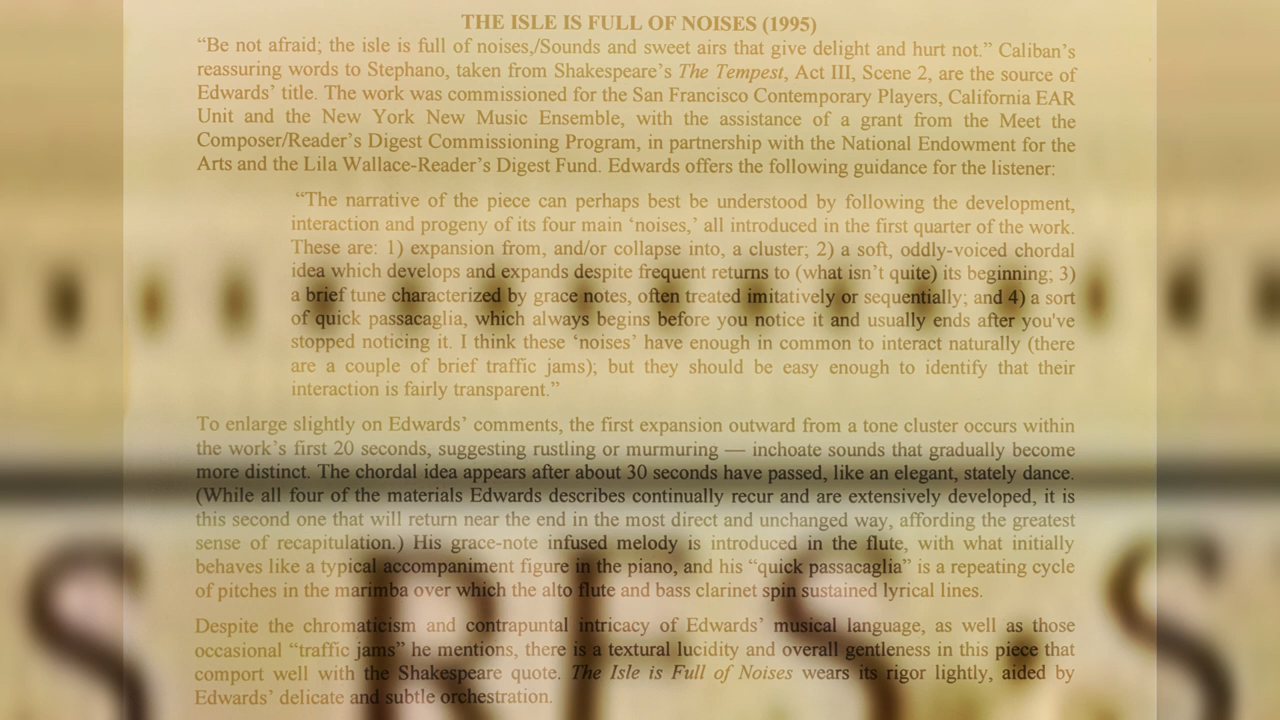 THE ISLE IS FULL OF NOISES (1995)
“Be not afraid; the isle is full of noises,/Sounds and sweet airs that give delight and hurt not.” Caliban’s
reassuring words to Stephano, taken from Shakespeare’s The Tempest, Act III, Scene 2, are the source of
Edwards’ title. The work was commissioned for the San Francisco Contemporary Players, California EAR
Unit and the New York New Music Ensemble, with the assistance of a grant from the Meet the
Composer/Reader’s Digest Commissioning Program, in partnership with the National Endowment for the
Arts and the Lila Wallace-Reader’s Digest Fund. Edwards offers the following guidance for the listener:
“The narrative of the piece can perhaps best be understood by following the development,
interaction and progeny of its four main ‘noises,’ all introduced in the first quarter of the work.
These are: 1) expansion from, and/or collapse into, a cluster; 2) a soft, oddly-voiced chordal
idea which develops and expands despite frequent returns to (what isn’t quite) its beginning; 3)
a brief tune characterized by grace notes, often treated imitatively or sequentially; and 4) a sort
of quick passacaglia, which always begins before you notice it and usually ends after you've
stopped noticing it. I think these ‘noises’ have enough in common to interact naturally (there
are a couple of brief traffic jams); but they should be easy enough to identify that their
interaction is fairly transparent.”
To enlarge slightly on Edwards’ comments, the first expansion outward from a tone cluster occurs within
the work’s first 20 seconds, suggesting rustling or murmuring — inchoate sounds that gradually become
more distinct. The chordal idea appears after about 30 seconds have passed, like an elegant, stately dance.
(While all four of the materials Edwards describes continually recur and are extensively developed, it is
this second one that will return near the end in the most direct and unchanged way, affording the greatest
sense of recapitulation.) His grace-note infused melody is introduced in the flute, with what initially
behaves like a typical accompaniment figure in the piano, and his “quick passacaglia” is a repeating cycle
of pitches in the marimba over which the alto flute and bass clarinet spin sustained lyrical lines.
Despite the chromaticism and contrapuntal intricacy of Edwards’ musical language, as well as those
occasional “traffic jams” he mentions, there is a textural lucidity and overall gentleness in this piece that
comport well with the Shakespeare quote. The Isle is Full of Noises wears its rigor lightly, aided by
Edwards’ delicate and subtle orchestration.